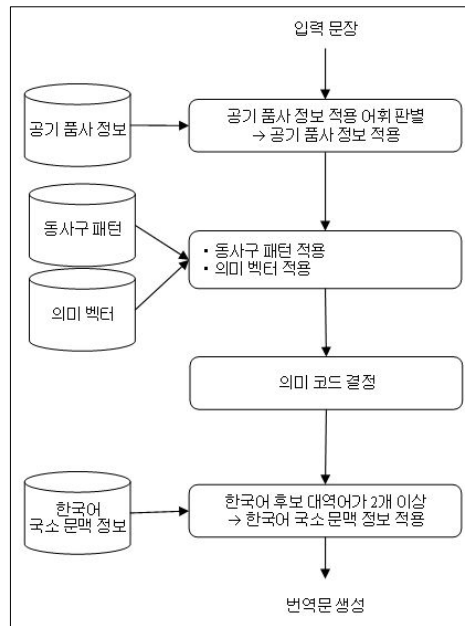 입력 문장
공기 품사 정보
공기 품사 정보 적용 어휘 판별
→ 공기 품사 정보 적용
동사구 패턴
의미 벡터
· 동사구 패턴 적용
· 의미 벡터 적용
의미 코드 결정
한국어
국소 문맥 정보
한국어 후보 대역어가 2개 이상
→ 한국어 국소 문맥 정보 적용
번역문 생성